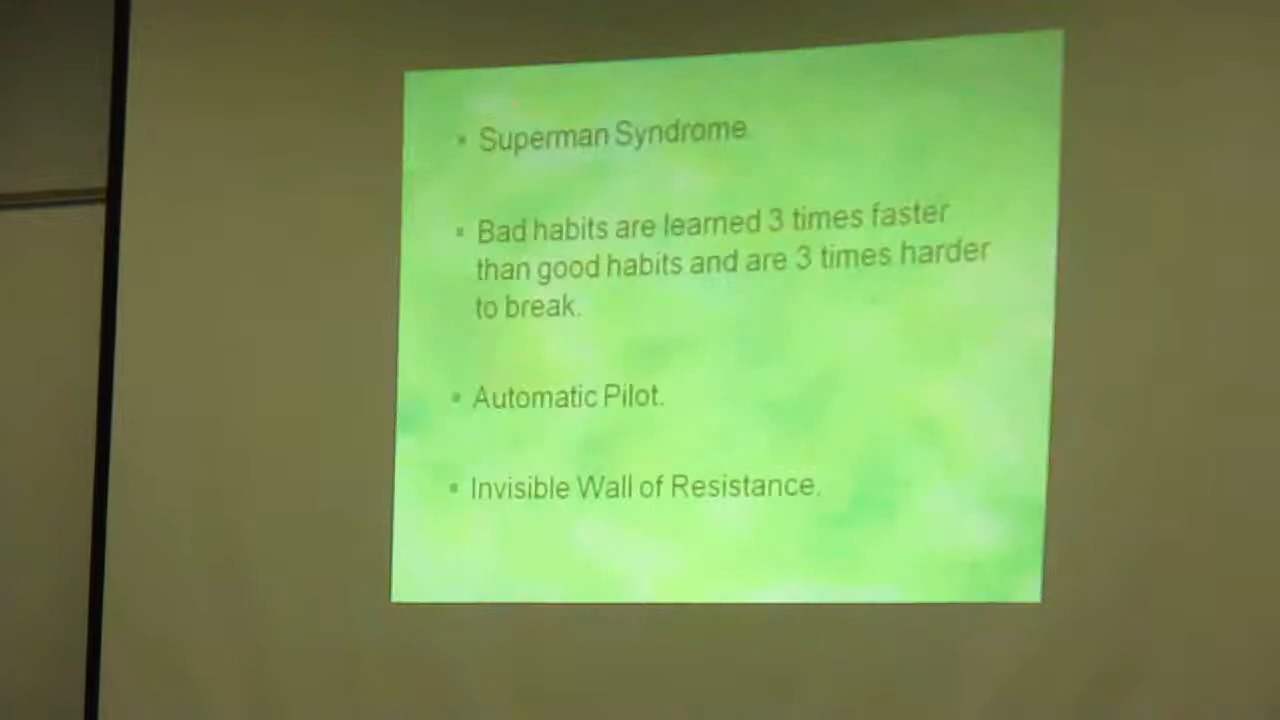 • Superman Syndrome.
• Bad habits are learned 3 times faster
than good habits and are 3 times harder
to break.
• Automatic Pilot.
• Invisible Wall of Resistance.